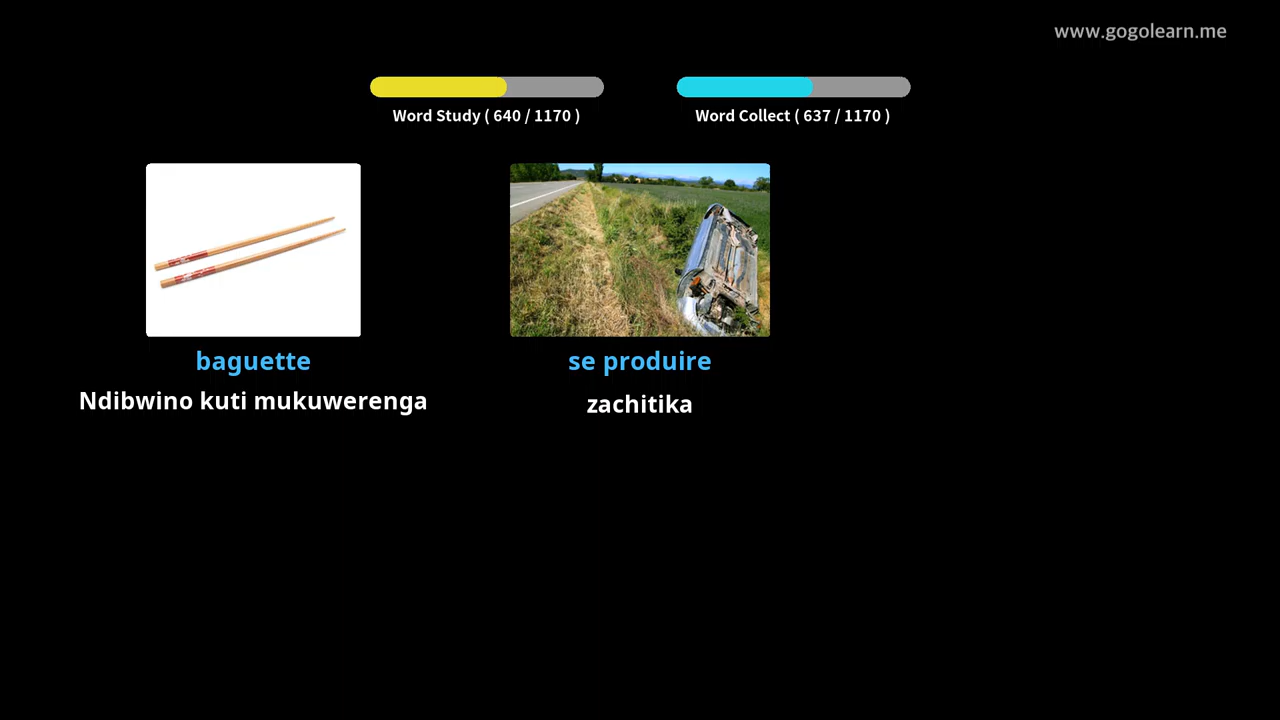 www.gogolearn.me
Word Study ( 640 / 1170 )
Word Collect ( 637 / 1170 )
baguette
Ndibwino kuti mukuwerenga
se produire
zachitika